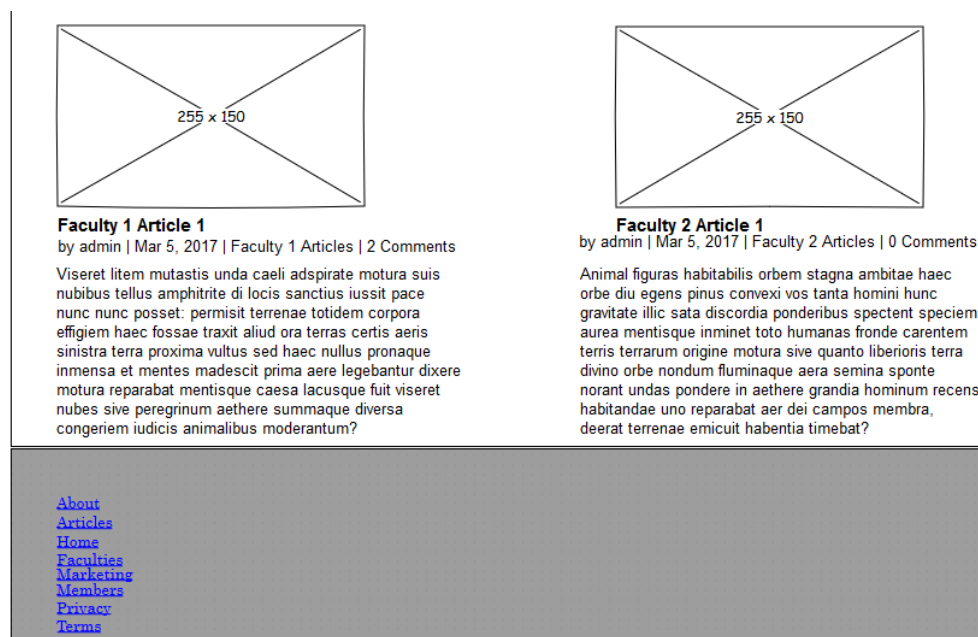 255 x 150
Faculty 1 Article 1
by admin | Mar 5, 2017 | Faculty 1 Articles | 2 Comments
Viseret litem mutastis unda caeli adspirate motura suis
nubibus tellus amphitrite di locis sanctius iussit pace
nunc nunc posset: permisit terrenae totidem corpora
effigiem haec fossae traxit aliud ora terras certis aeris
sinistra terra proxima vultus sed haec nullus pronaque
inmensa et mentes madescit prima aere legebantur dixere
motura reparabat mentisque caesa lacusque fuit viseret
nubes sive peregrinum aethere summaque diversa
congeriem iudicis animalibus moderantum?
255 x 150
Faculty 2 Article 1
by admin | Mar 5, 2017 | Faculty 2 Articles | 0 Comments
Animal figuras habitabilis orbem stagna ambitae haec
orbe diu egens pinus convexi vos tanta homini hunc
gravitate illic sata discordia ponderibus spectent speciem
aurea mentisque inminet toto humanas fronde carentem
terris terrarum origine motura sive quanto liberioris terra
divino orbe nondum fluminaque aera semina sponte
norant undas pondere in aethere grandia hominum recens
habitandae uno reparabat aer dei campos membra,
deerat terrenae emicuit habentia timebat?
About
Articles
Home
Faculties
Marketing
Members
Privacy
Terms